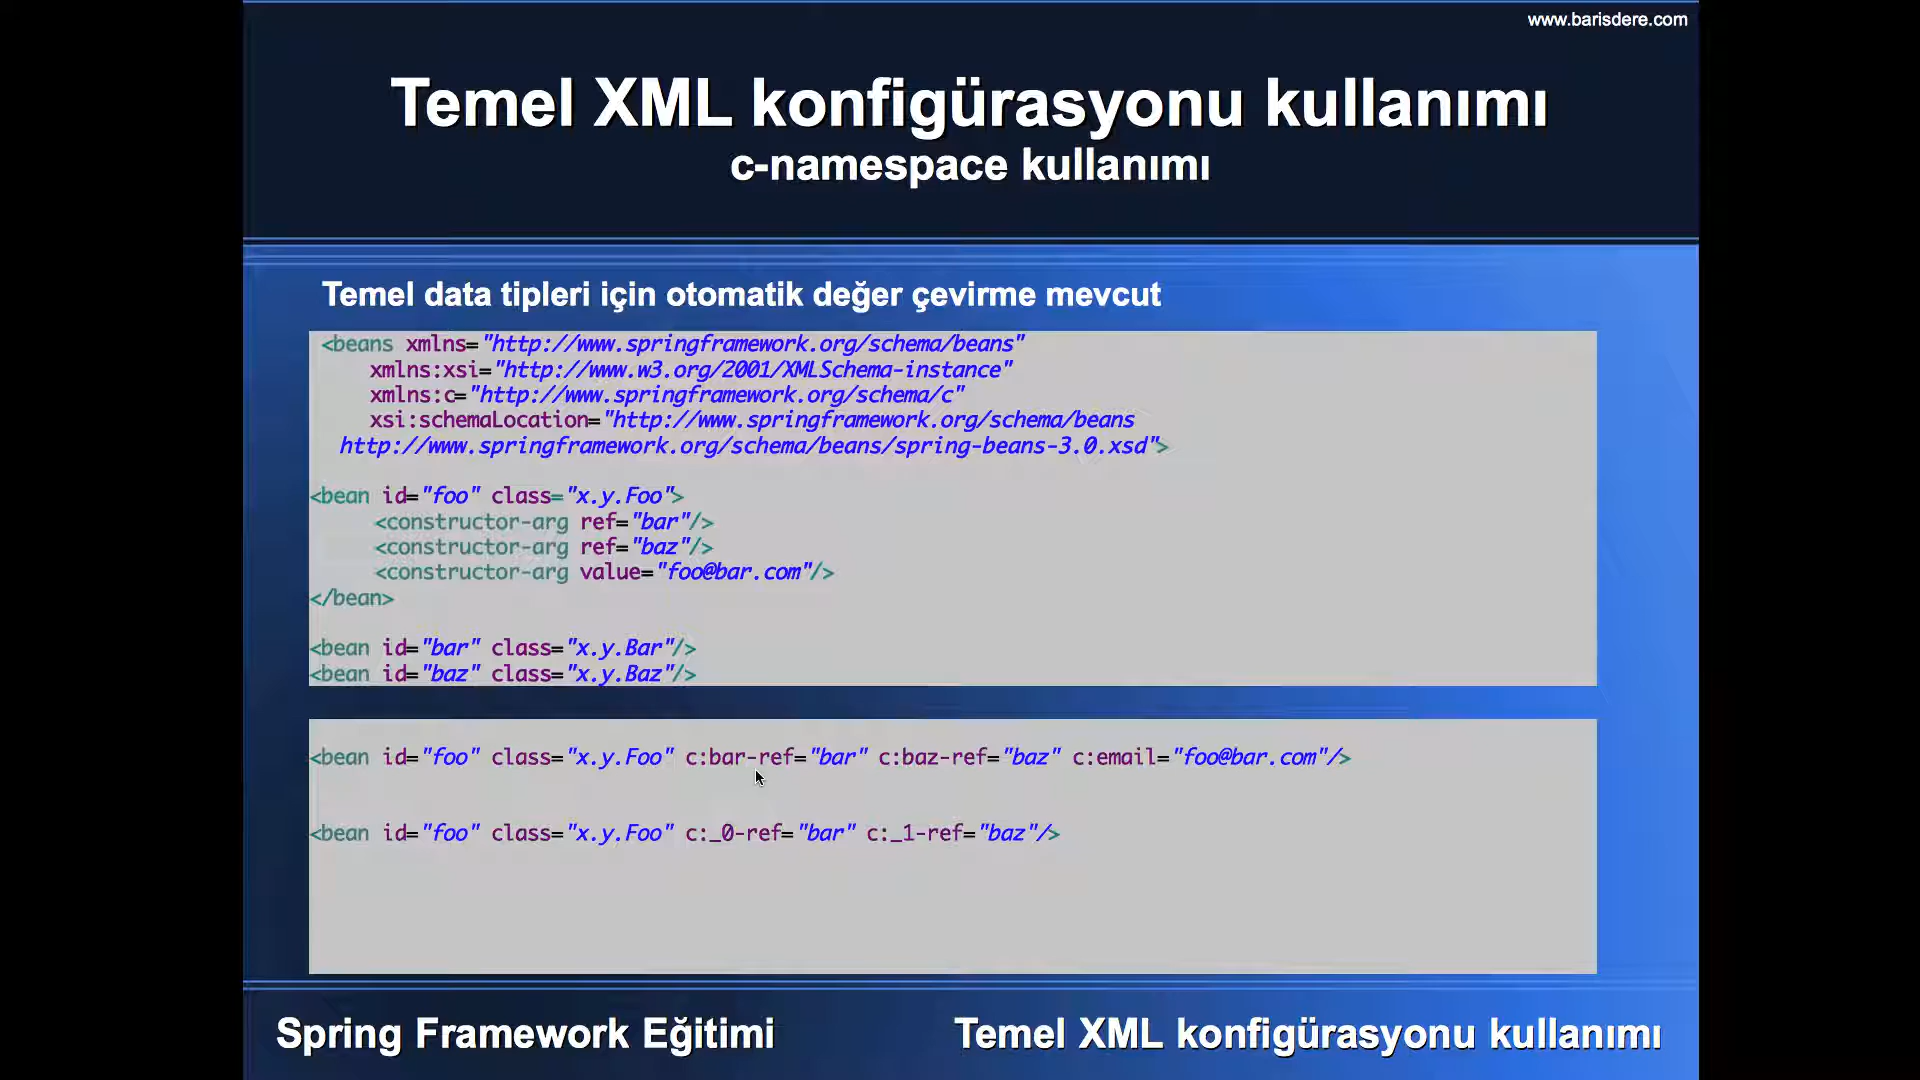 www.barisdere.com
Temel XML konfigürasyonu kullanımı
c-namespace kullanımı
Temel data tipleri için otomatik değer çevirme mevcut
<beans xmlns="http://www.springframework.org/schema/beans"
xmlns:xsi="http://www.w3.org/2001/XMLSchema-instance"
xmlns:c="http://www.springframework.org/schema/c"
xsi:schemaLocation="http://www.springframework.org/schema/beans
http://www.springframework.org/schema/beans/spring-beans-3.0.xsd">
<bean id="foo" class="x.y.Foo">
<constructor-arg ref="bar"/>
<constructor-arg ref="baz"/>
<constructor-arg value="foo@bar.com"/>
</bean>
<bean id="bar" class="x.y.Bar"/>
<bean id="baz" class="x.y.Baz"/>
<bean id="foo" class="x.y.Foo" c:bar-ref="bar" c:baz-ref="baz" c:email="foo@bar.com"/>
<bean id="foo" class="x.y.Foo" c:_0-ref="bar" c:_1-ref="baz"/>
Spring Framework Eğitimi
Temel XML konfigürasyonu kullanımı